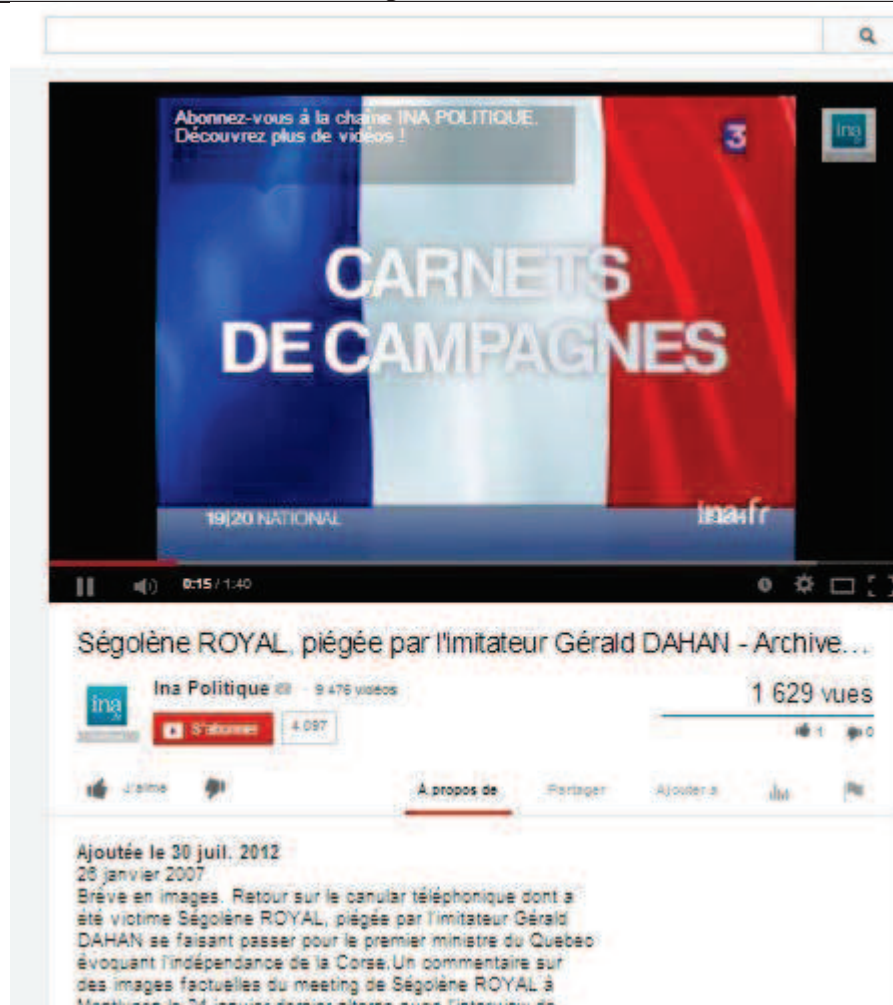 Abonnez-vous à la chaîne INA POLITIQUE.
Découvrez plus de vidéos !
3
ina
CARNETS
DE CAMPAGNES
19|20 NATIONAL
ina.fr
0:15 / 1:40
Ségolène ROYAL, piégée par l'imitateur Gérald DAHAN - Archive...
ina
Ina Politique 9 476 vidéos
1 629 vues
S'abonner 4 097
1 0
J'aime
À propos de Partager Ajouter à
Ajoutée le 30 juil. 2012
26 janvier 2007
Brève en images. Retour sur le canular téléphonique dont a
été victime Ségolène ROYAL, piégée par l'imitateur Gérald
DAHAN se faisant passer pour le premier ministre du Quebec
évoquant l'indépendance de la Corse.Un commentaire sur
des images factuelles du meeting de Ségolène ROYAL à